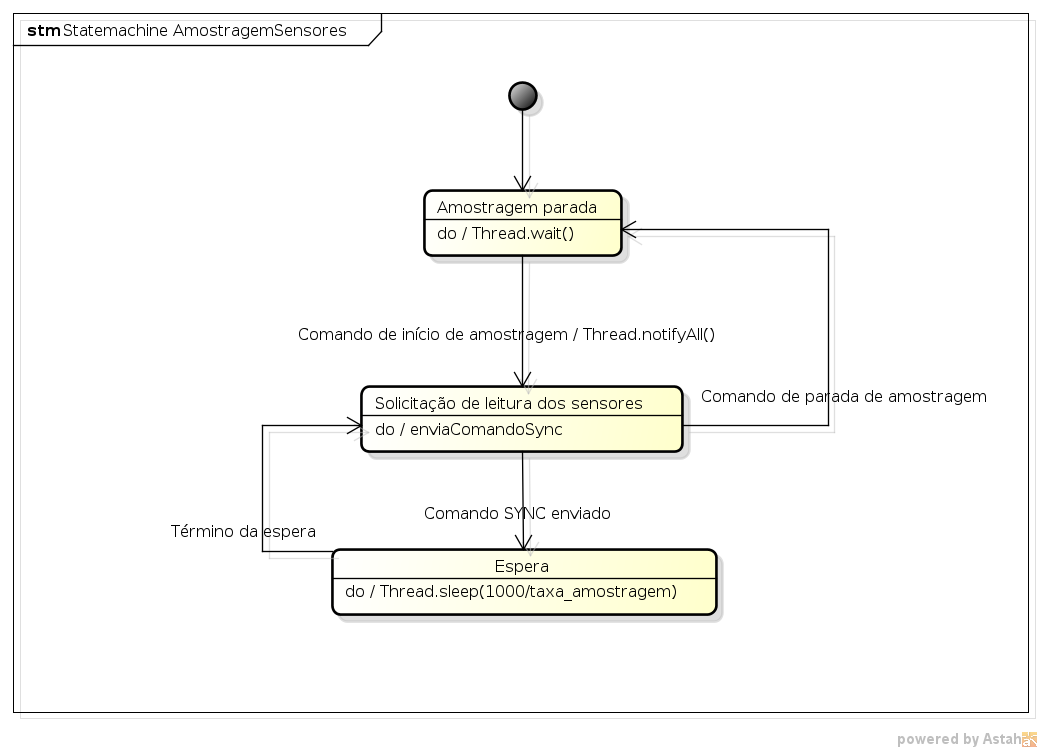 stm Statemachine AmostragemSensores
Amostragem parada
do / Thread.wait()
Comando de início de amostragem / Thread.notifyAll()
Comando de parada de amostragem
Solicitação de leitura dos sensores
do / enviaComandoSync
Comando SYNC enviado
Término da espera
Espera
do / Thread.sleep(1000/taxa_amostragem)
powered by Astah